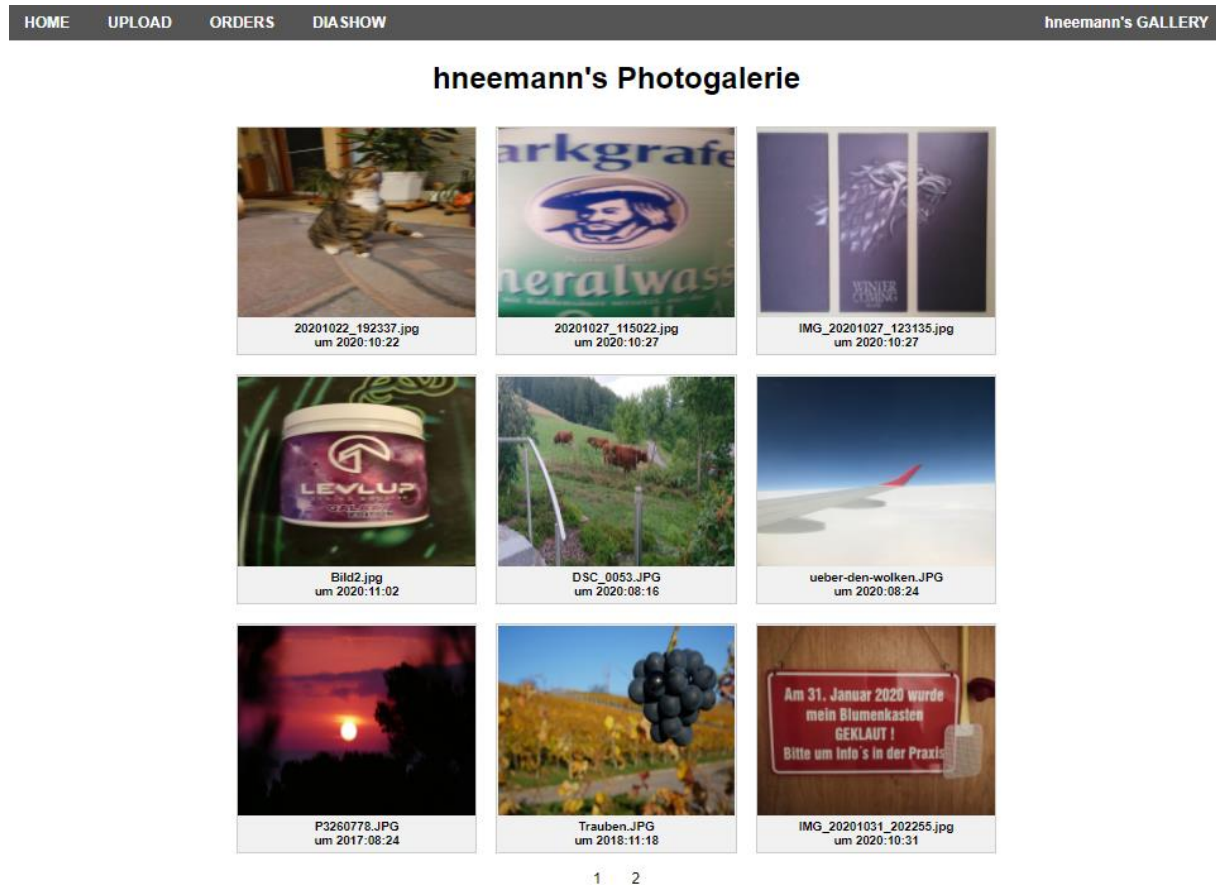 HOME UPLOAD ORDERS DIASHOW hneemann's GALLERY
hneemann's Photogalerie
arkgrafe
neralwass
WINTER
COMING
20201022_192337.jpg
um 2020:10:22
20201027_115022.jpg
um 2020:10:27
IMG_20201027_123135.jpg
um 2020:10:27
LEVLUP
Bild2.jpg
um 2020:11:02
DSC_0053.JPG
um 2020:08:16
ueber-den-wolken.JPG
um 2020:08:24
Am 31. Januar 2020 wurde
mein Blumenkasten
GEKLAUT !
Bitte um Info´s in der Praxis
P3260778.JPG
um 2017:08:24
Trauben.JPG
um 2018:11:18
IMG_20201031_202255.jpg
um 2020:10:31
1 2